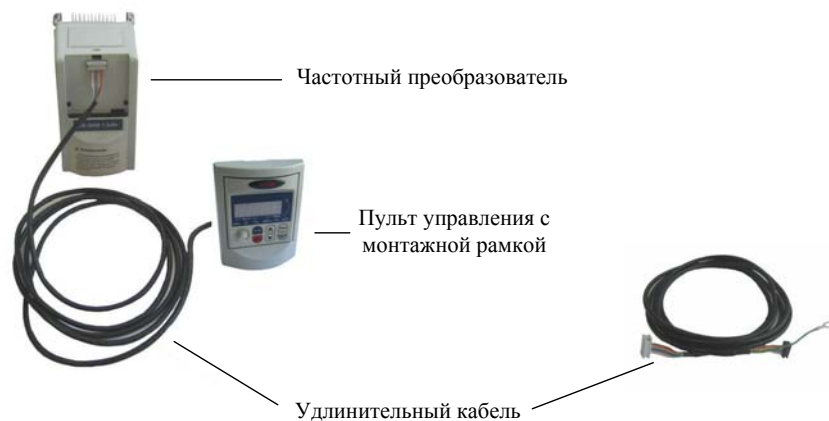 Частотный преобразователь
Пульт управления с
монтажной рамкой
Удлинительный кабель